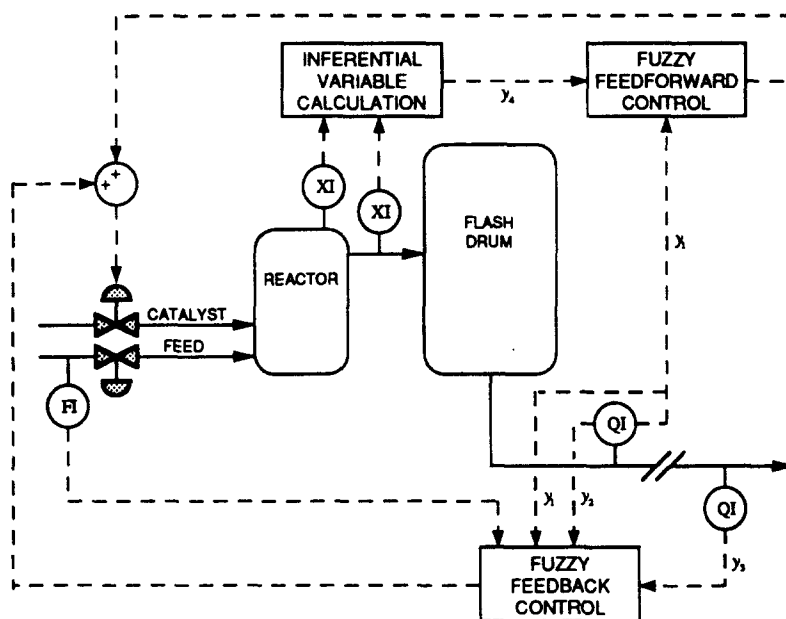 INFERENTIAL
VARIABLE
CALCULATION
y4
FUZZY
FEEDFORWARD
CONTROL
+
+
XI
XI
FLASH
DRUM
y1
REACTOR
CATALYST
FEED
FI
QI
y1
y2
QI
y3
FUZZY
FEEDBACK
CONTROL